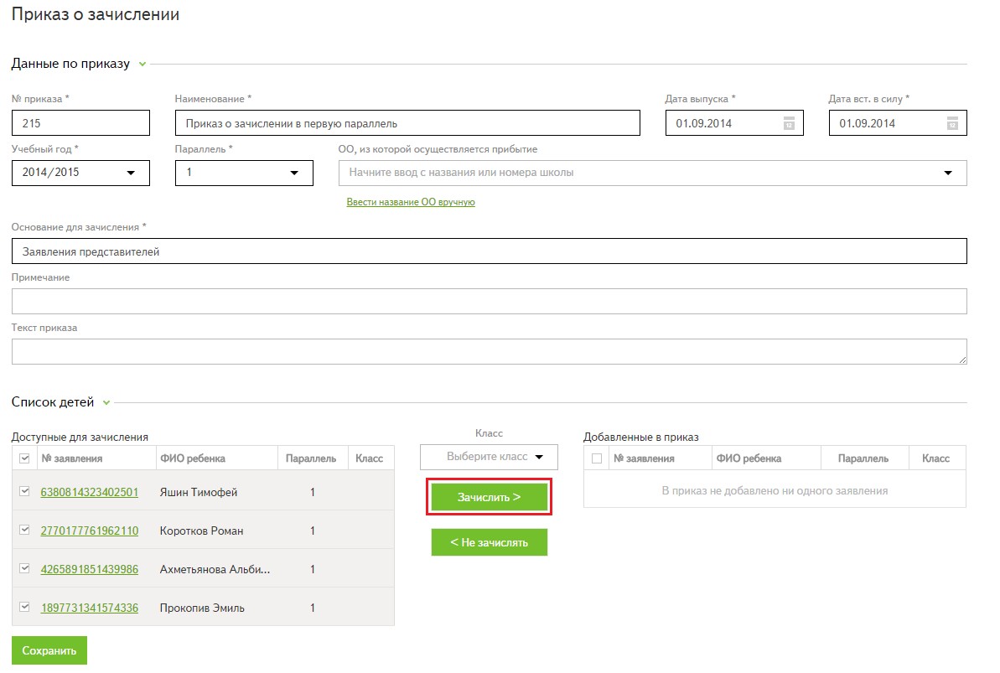 Приказ о зачислении
Данные по приказу
№ приказа * Наименование * Дата выпуска * Дата вст. в силу *
215 Приказ о зачислении в первую параллель 01.09.2014 12 01.09.2014 12
Учебный год * Параллель * ОО, из которой осуществляется прибытие
2014/2015 1 Начните ввод с названия или номера школы
Ввести название ОО вручную
Основание для зачисления *
Заявления представителей
Примечание
Текст приказа
Список детей
Доступные для зачисления Класс Добавленные в приказ
№ заявления ФИО ребенка Параллель Класс Выберите класс № заявления ФИО ребенка Параллель Класс
6380814323402501 Яшин Тимофей 1 Зачислить > В приказ не добавлено ни одного заявления
2770177761962110 Коротков Роман 1 < Не зачислять
4265891851439986 Ахметьянова Альби... 1
1897731341574336 Прокопив Эмиль 1
Сохранить